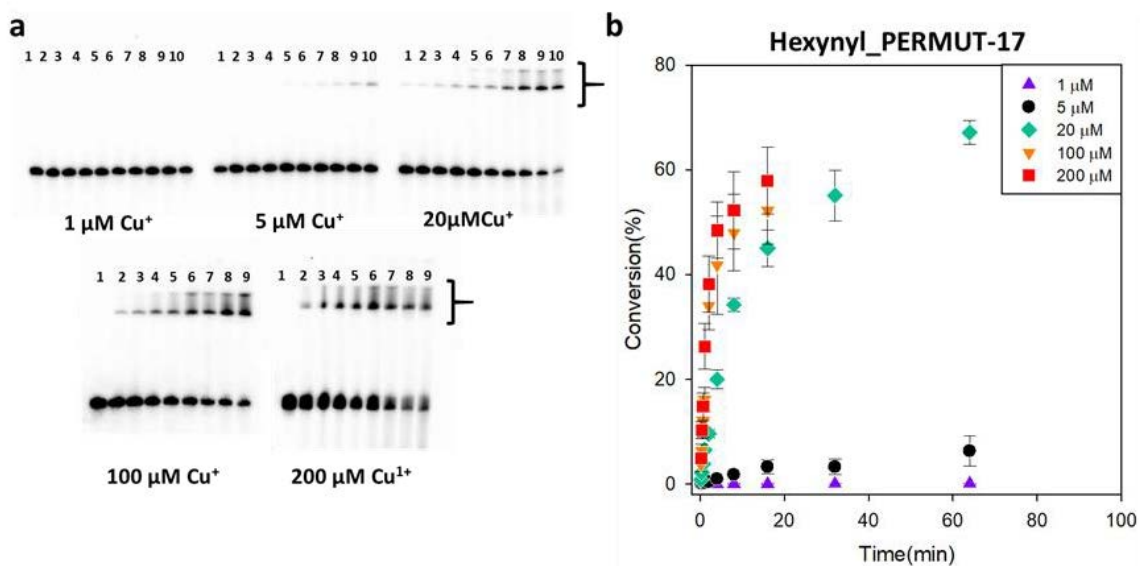 a
1 2 3 4 5 6 7 8 9 10
1 2 3 4 5 6 7 8 9 10
1 2 3 4 5 6 7 8 9 10
1 µM Cu⁺
5 µM Cu⁺
20µMCu⁺
1 2 3 4 5 6 7 8 9
1 2 3 4 5 6 7 8 9
100 µM Cu⁺
200 µM Cu¹⁺
b
Hexynyl_PERMUT-17
1 µM
5 µM
20 µM
100 µM
200 µM
Conversion(%)
80
60
40
20
0
0 20 40 60 80 100
Time(min)